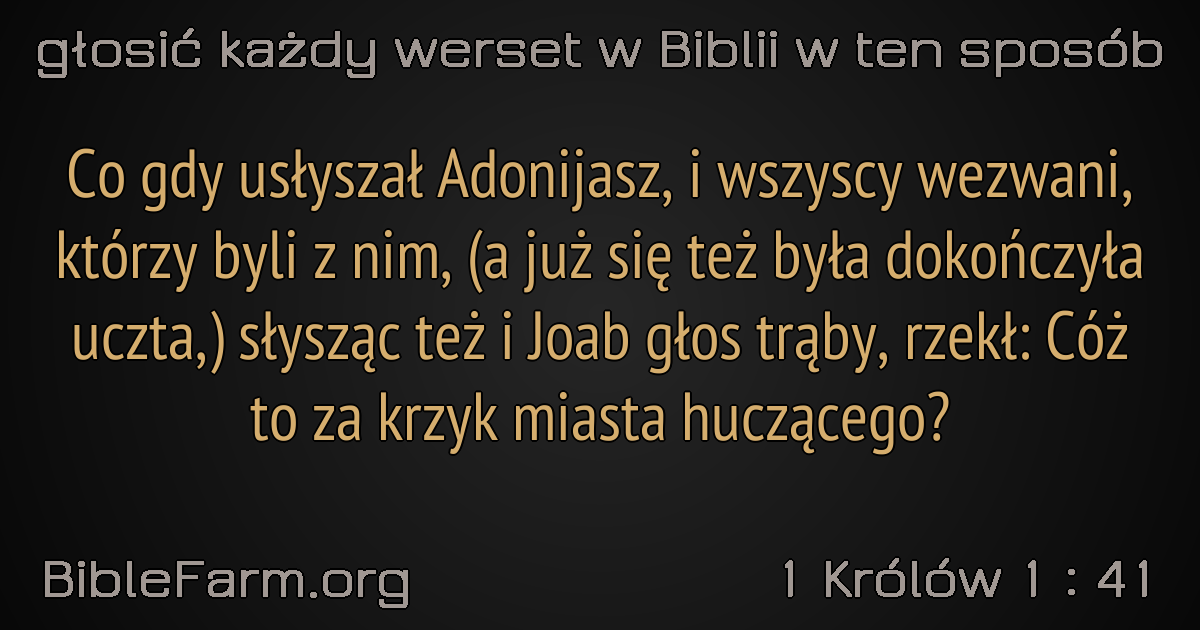 głosić każdy werset w Biblii w ten sposób
Co gdy usłyszał Adonijasz, i wszyscy wezwani,
którzy byli z nim, (a już się też była dokończyła
uczta,) słysząc też i Joab głos trąby, rzekł: Cóż
to za krzyk miasta huczącego?
BibleFarm.org
1 Królów 1 : 41